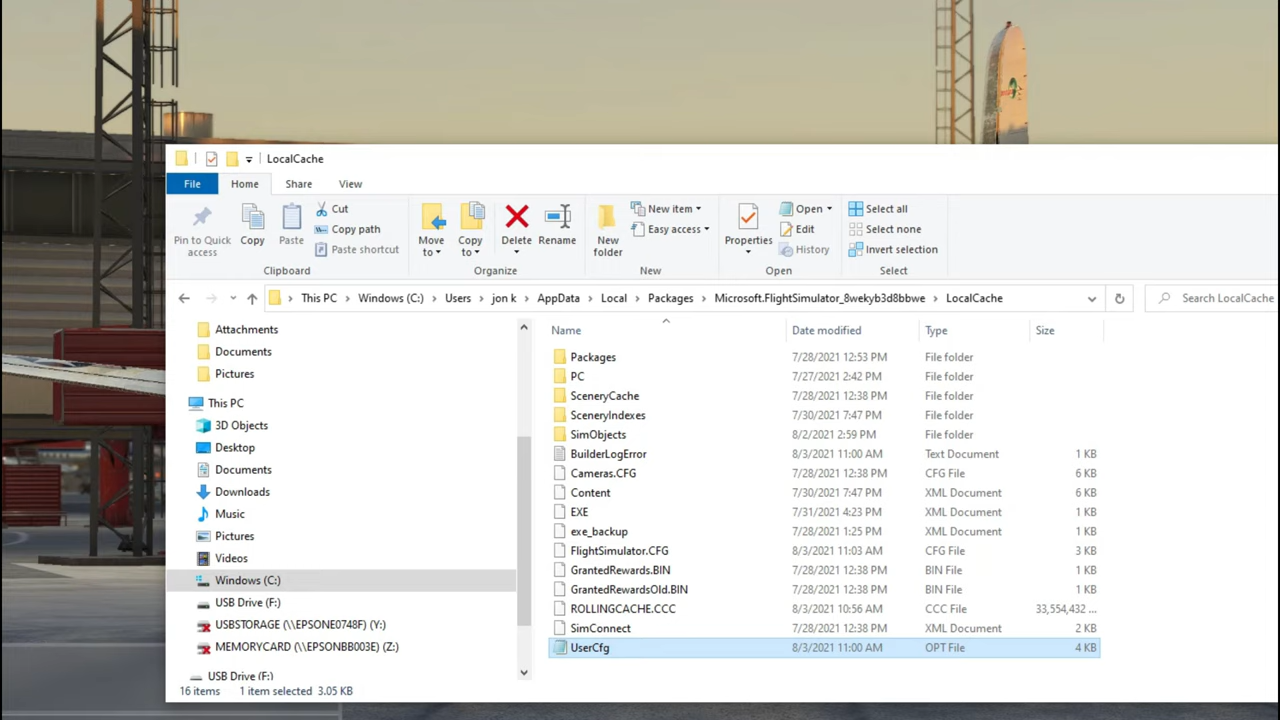 LocalCache
File Home Share View
Pin to Quick access
Copy
Paste
Cut
Copy path
Paste shortcut
Clipboard
Move to
Copy to
Delete
Rename
Organize
New folder
New item
Easy access
New
Properties
Open
Edit
History
Open
Select all
Select none
Invert selection
Select
This PC > Windows (C:) > Users > jon k > AppData > Local > Packages > Microsoft.FlightSimulator_8wekyb3d8bbwe > LocalCache
Search LocalCache
Attachments
Documents
Pictures
This PC
3D Objects
Desktop
Documents
Downloads
Music
Pictures
Videos
Windows (C:)
USB Drive (F:)
USBSTORAGE (\\EPSONE0748F) (Y:)
MEMORYCARD (\\EPSONBB003E) (Z:)
USB Drive (F:)
Name Date modified Type Size
Packages 7/28/2021 12:53 PM File folder
PC 7/27/2021 2:42 PM File folder
SceneryCache 7/28/2021 12:38 PM File folder
SceneryIndexes 7/30/2021 7:47 PM File folder
SimObjects 8/2/2021 2:59 PM File folder
BuilderLogError 8/3/2021 11:00 AM Text Document 1 KB
Cameras.CFG 7/28/2021 12:38 PM CFG File 6 KB
Content 7/30/2021 7:47 PM XML Document 6 KB
EXE 7/31/2021 4:23 PM XML Document 1 KB
exe_backup 7/28/2021 1:25 PM XML Document 1 KB
FlightSimulator.CFG 8/3/2021 11:03 AM CFG File 3 KB
GrantedRewards.BIN 7/28/2021 12:38 PM BIN File 1 KB
GrantedRewardsOld.BIN 7/28/2021 12:38 PM BIN File 1 KB
ROLLINGCACHE.CCC 8/3/2021 10:56 AM CCC File 33,554,432 ...
SimConnect 7/28/2021 12:38 PM XML Document 2 KB
UserCfg 8/3/2021 11:00 AM OPT File 4 KB
16 items 1 item selected 3.05 KB